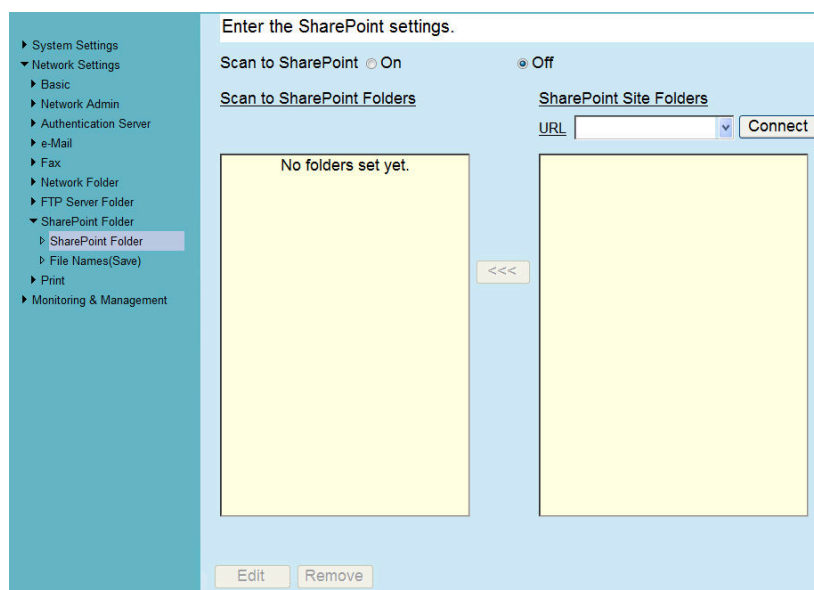 System Settings
Network Settings
Basic
Network Admin
Authentication Server
e-Mail
Fax
Network Folder
FTP Server Folder
SharePoint Folder
SharePoint Folder
File Names(Save)
Print
Monitoring & Management
Enter the SharePoint settings.
Scan to SharePoint On Off
Scan to SharePoint Folders
SharePoint Site Folders
URL Connect
No folders set yet.
<<<
Edit Remove